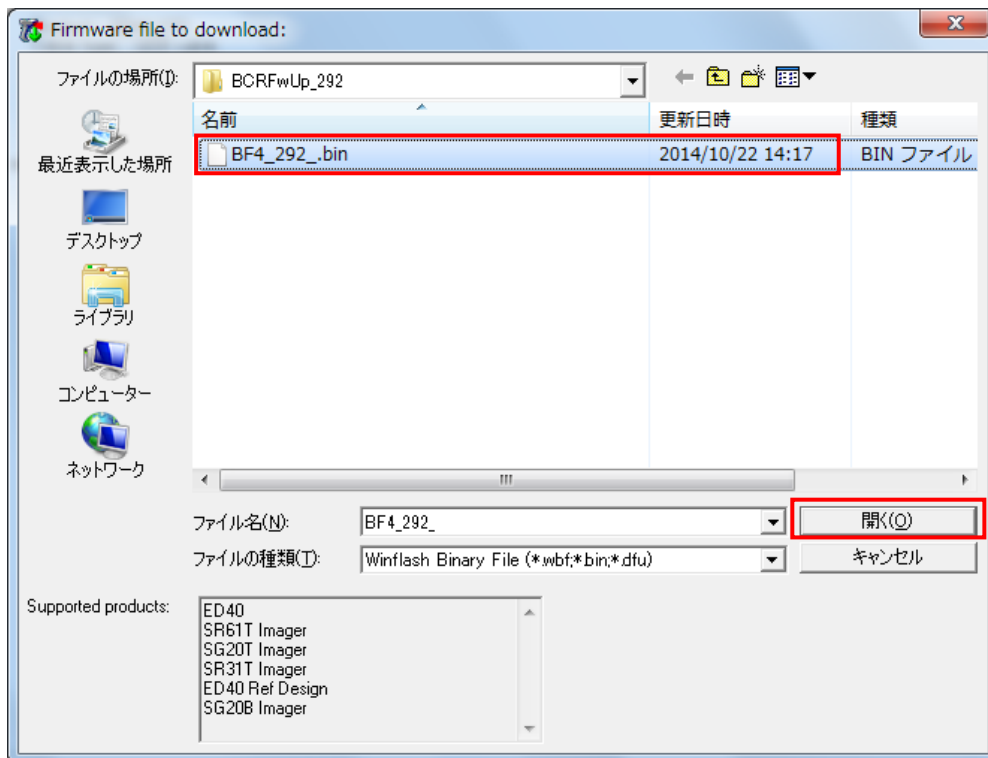 Firmware file to download:
ファイルの場所(I):
BCRFwUp_292
名前
更新日時
種類
BF4_292_.bin
2014/10/22 14:17
BIN ファイル
最近表示した場所
デスクトップ
ライブラリ
コンピューター
ネットワーク
ファイル名(N):
BF4_292_
開く(O)
ファイルの種類(T):
Winflash Binary File (*.wbf;*.bin;*.dfu)
キャンセル
Supported products:
ED40
SR61T Imager
SG20T Imager
SR31T Imager
ED40 Ref Design
SG20B Imager